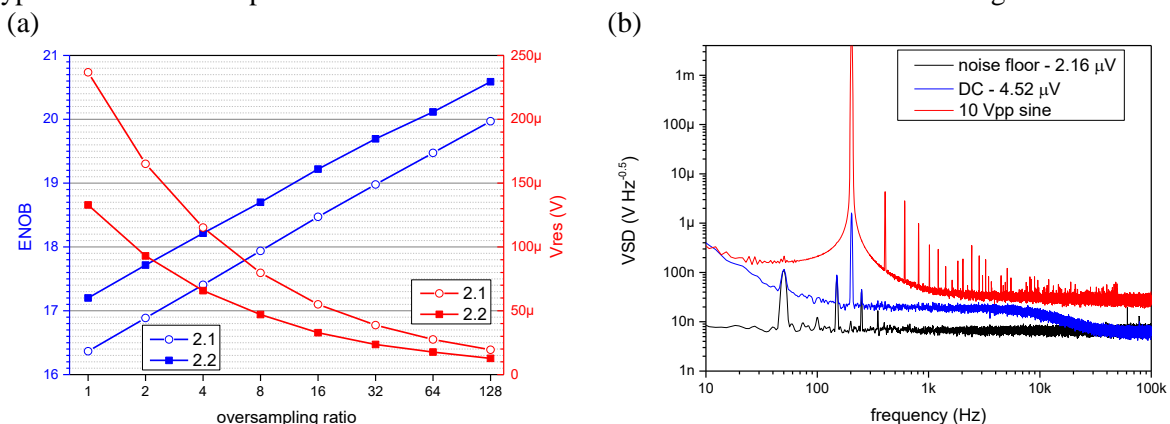 (a)
(b)
21
20
19
18
17
16
ENOB
250µ
200µ
150µ
100µ
50µ
0
Vres (V)
2.1
2.2
2.1
2.2
1 2 4 8 16 32 64 128
oversampling ratio
1m
100µ
10µ
1µ
100n
10n
1n
VSD (V Hz-0.5)
noise floor - 2.16 µV
DC - 4.52 µV
10 Vpp sine
10 100 1k 10k 100k
frequency (Hz)